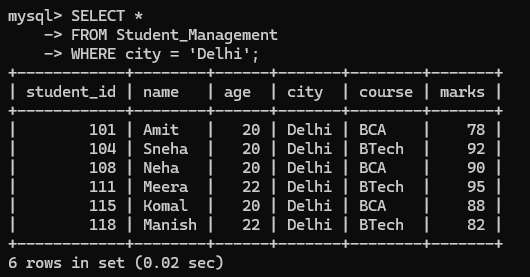 mysql> SELECT *
    -> FROM Student_Management
    -> WHERE city = 'Delhi';
+------------+--------+------+-------+--------+-------+
| student_id | name   | age  | city  | course | marks |
+------------+--------+------+-------+--------+-------+
|        101 | Amit   |   20 | Delhi | BCA    |    78 |
|        104 | Sneha  |   20 | Delhi | BTech  |    92 |
|        108 | Neha   |   20 | Delhi | BCA    |    90 |
|        111 | Meera  |   22 | Delhi | BTech  |    95 |
|        115 | Komal  |   20 | Delhi | BCA    |    88 |
|        118 | Manish |   22 | Delhi | BTech  |    82 |
+------------+--------+------+-------+--------+-------+
6 rows in set (0.02 sec)